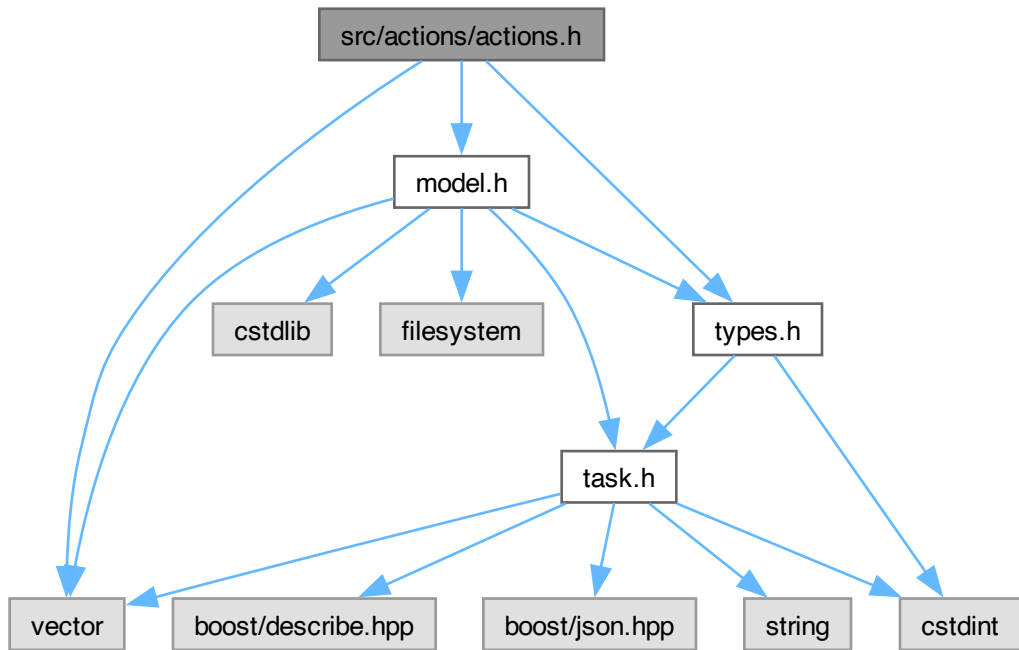 src/actions/actions.h
model.h
cstdlib
filesystem
types.h
task.h
vector
boost/describe.hpp
boost/json.hpp
string
cstdint